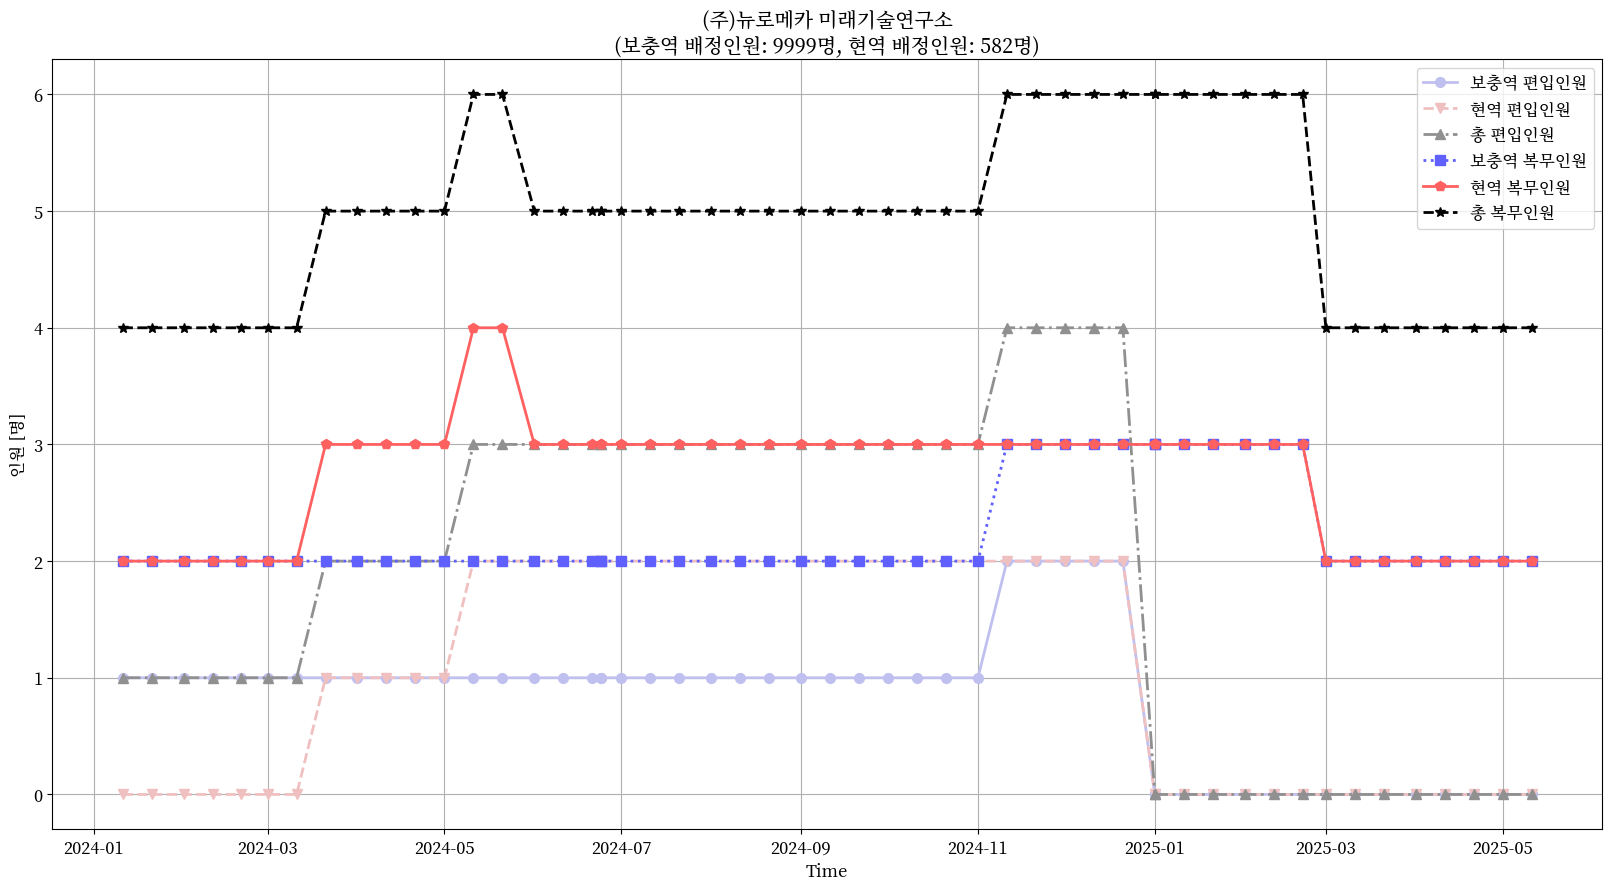 (주)뉴로메카 미래기술연구소
(보충역 배정인원: 9999명, 현역 배정인원: 582명)
보충역 편입인원
현역 편입인원
총 편입인원
보충역 복무인원
현역 복무인원
총 복무인원
인원 [명]
6
5
4
3
2
1
0
2024-01 2024-03 2024-05 2024-07 2024-09 2024-11 2025-01 2025-03 2025-05
Time